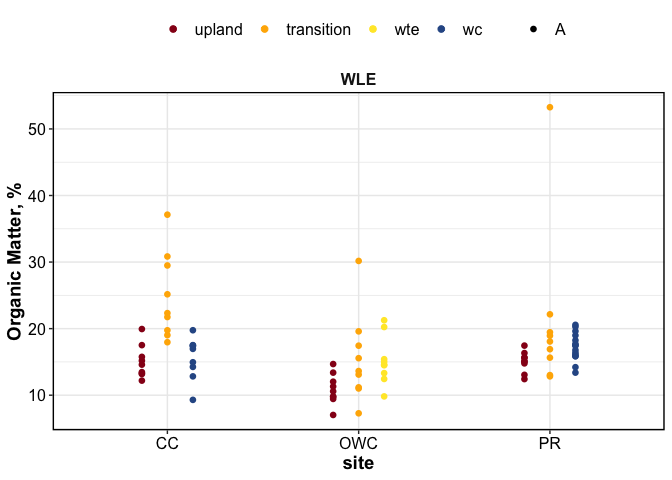 upland transition wte wc A
WLE
50
40
30
20
10
Organic Matter, %
CC OWC PR
site